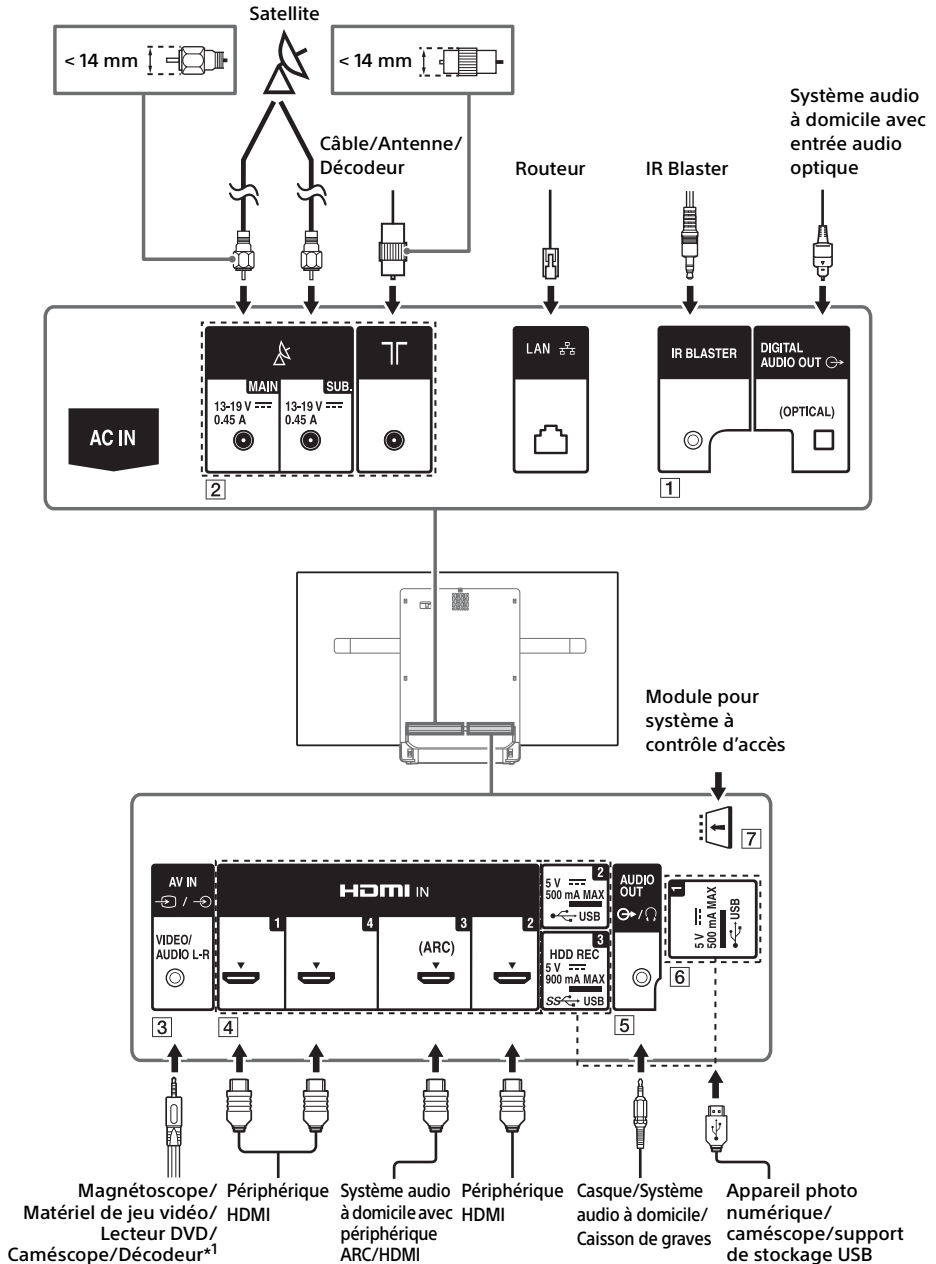 Satellite
< 14 mm
< 14 mm
Câble/Antenne/
Décodeur
Routeur
IR Blaster
Système audio
à domicile avec
entrée audio
optique
AC IN
MAIN
13-19 V
0.45 A
SUB.
13-19 V
0.45 A
2
LAN
IR BLASTER
1
DIGITAL
AUDIO OUT
(OPTICAL)
Module pour
système à
contrôle d'accès
7
AV IN
/
VIDEO/
AUDIO L-R
3
HDMI IN
1
4
3
(ARC)
2
4
2
5 V
500 mA MAX
USB
3
HDD REC
5 V
900 mA MAX
SS USB
AUDIO
OUT
/
5
1
5 V
500 mA MAX
USB
6
Magnétoscope/
Matériel de jeu vidéo/
Lecteur DVD/
Caméscope/Décodeur*1
Périphérique
HDMI
Système audio
à domicile avec
périphérique
ARC/HDMI
Périphérique
HDMI
Casque/Système
audio à domicile/
Caisson de graves
Appareil photo
numérique/
caméscope/support
de stockage USB